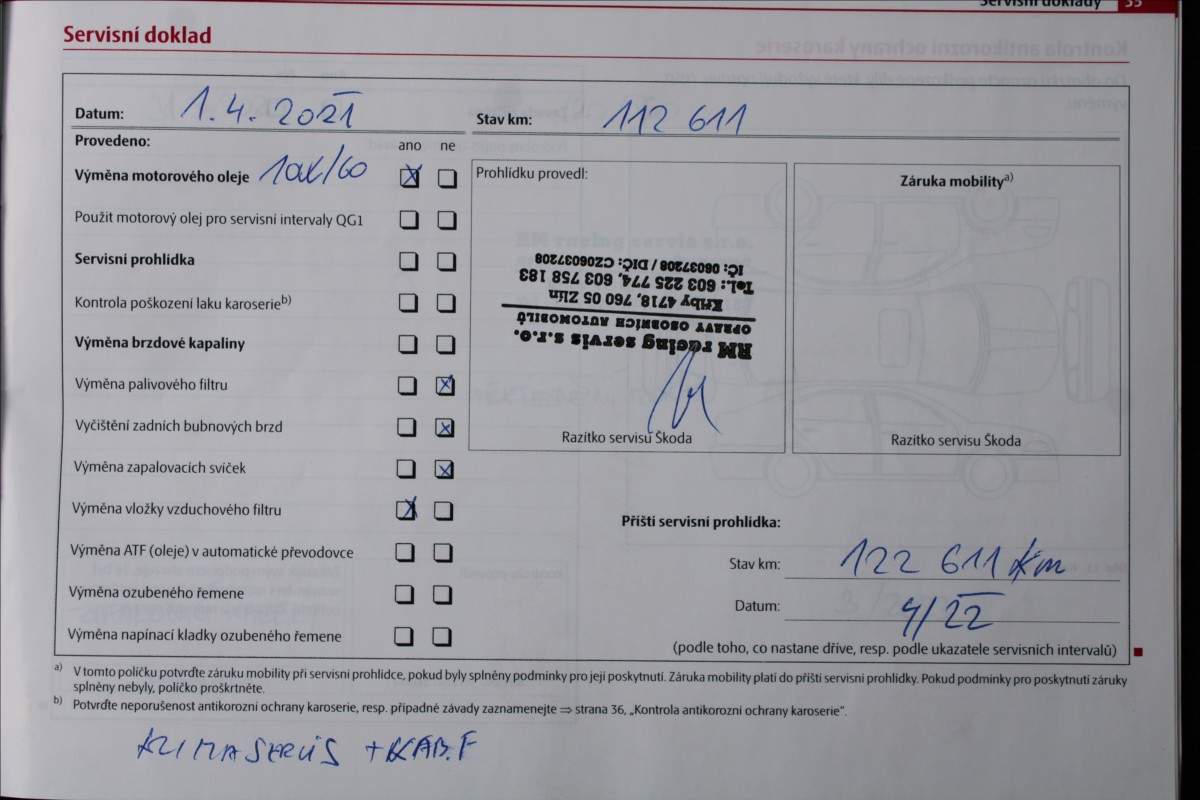 Servisní doklady 35
Servisní doklad
Datum: 1.4. 2021 Stav km: 112 611
Provedeno: ano ne
Výměna motorového oleje
Prohlídku provedl:
Záruka mobility a)
Použit motorový olej pro servisní intervaly QG1
Servisní prohlídka
Kontrola poškození laku karoserie b)
Výměna brzdové kapaliny
Výměna palivového filtru
Vyčištění zadních bubnových brzd
Výměna zapalovacích svíček
Výměna vložky vzduchového filtru
Výměna ATF (oleje) v automatické převodovce
Výměna ozubeného řemene
Výměna napínací kladky ozubeného řemene
RM racing servis s.r.o.
OPRAVY OSOBNÍCH AUTOMOBILŮ
Křiby 4718, 760 05 Zlín
Tel.: 603 225 774, 603 758 183
IČ: 06037208 / DIČ: CZ06037208
Razítko servisu Škoda
Razítko servisu Škoda
Příští servisní prohlídka:
Stav km: 122 611 km
Datum: 4/22
(podle toho, co nastane dříve, resp. podle ukazatele servisních intervalů)
a) V tomto políčku potvrďte záruku mobility při servisní prohlídce, pokud byly splněny podmínky pro její poskytnutí. Záruka mobility platí do příští servisní prohlídky. Pokud podmínky pro poskytnutí záruky
splněny nebyly, políčko proškrtněte.
b) Potvrďte neporušenost antikorozní ochrany karoserie, resp. případné závady zaznamenejte ⇒ strana 36, „Kontrola antikorozní ochrany karoserie“.
KLIMASERVIS + KAB.F